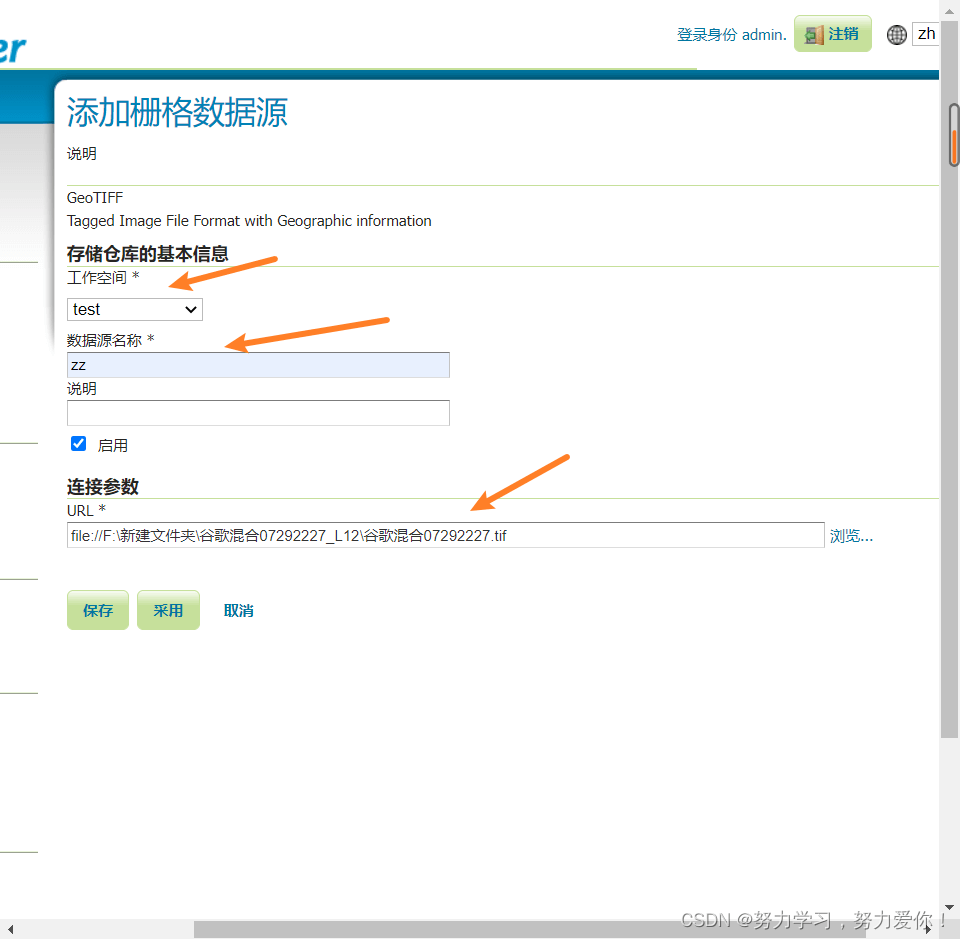 er
登录身份 admin.
注销
zh
添加栅格数据源
说明
GeoTIFF
Tagged Image File Format with Geographic information
存储仓库的基本信息
工作空间 *
test
数据源名称 *
zz
说明
启用
连接参数
URL *
file://F:\新建文件夹\谷歌混合07292227_L12\谷歌混合07292227.tif
浏览...
保存 采用 取消
CSDN @努力学习，努力爱你！